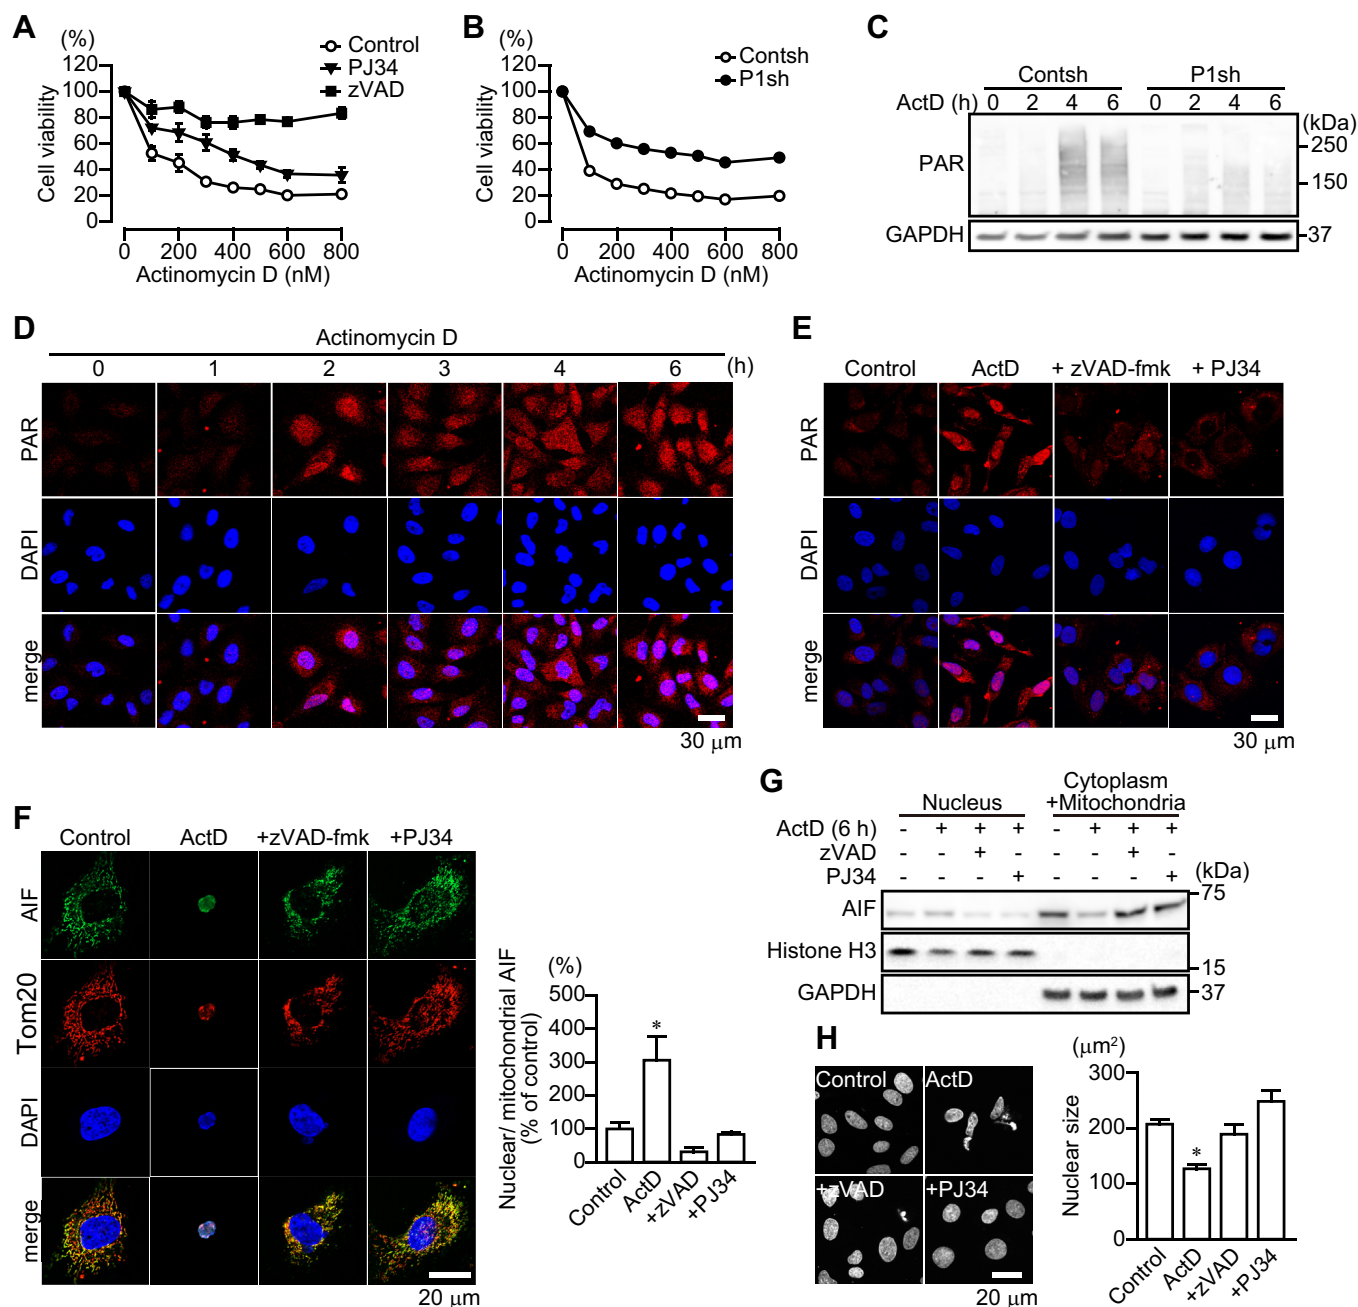 A
(%)
Control
PJ34
zVAD
120
100
80
60
40
20
0
Cell viability
0 200 400 600 800
Actinomycin D (nM)
B
(%)
Contsh
P1sh
120
100
80
60
40
20
0
Cell viability
0 200 400 600 800
Actinomycin D (nM)
C
Contsh P1sh
ActD (h) 0 2 4 6 0 2 4 6
(kDa)
PAR
250
150
GAPDH
37
D
Actinomycin D
0 1 2 3 4 6 (h)
PAR
DAPI
merge
30 μm
E
Control ActD + zVAD-fmk + PJ34
PAR
DAPI
merge
30 μm
F
Control ActD +zVAD-fmk +PJ34
AIF
Tom20
DAPI
merge
20 μm
(%)
Nuclear/ mitochondrial AIF
(% of control)
500
400
300
200
100
0
*
Control ActD +zVAD +PJ34
G
Nucleus
Cytoplasm
+Mitochondria
ActD (6 h) - + + + - + + +
zVAD - - + - - - + -
PJ34 - - - + - - - +
(kDa)
AIF
75
Histone H3
15
GAPDH
37
H
Control ActD
+zVAD +PJ34
20 μm
(μm²)
Nuclear size
300
200
100
0
*
Control ActD +zVAD +PJ34